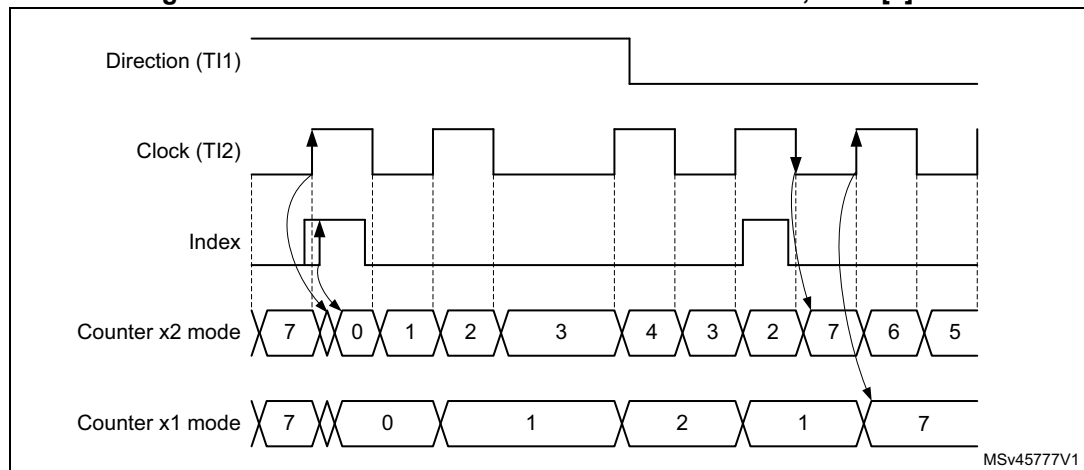 Direction (TI1)
Clock (TI2)
Index
Counter x2 mode 7 0 1 2 3 4 3 2 7 6 5
Counter x1 mode 7 0 1 2 1 7
MSv45777V1